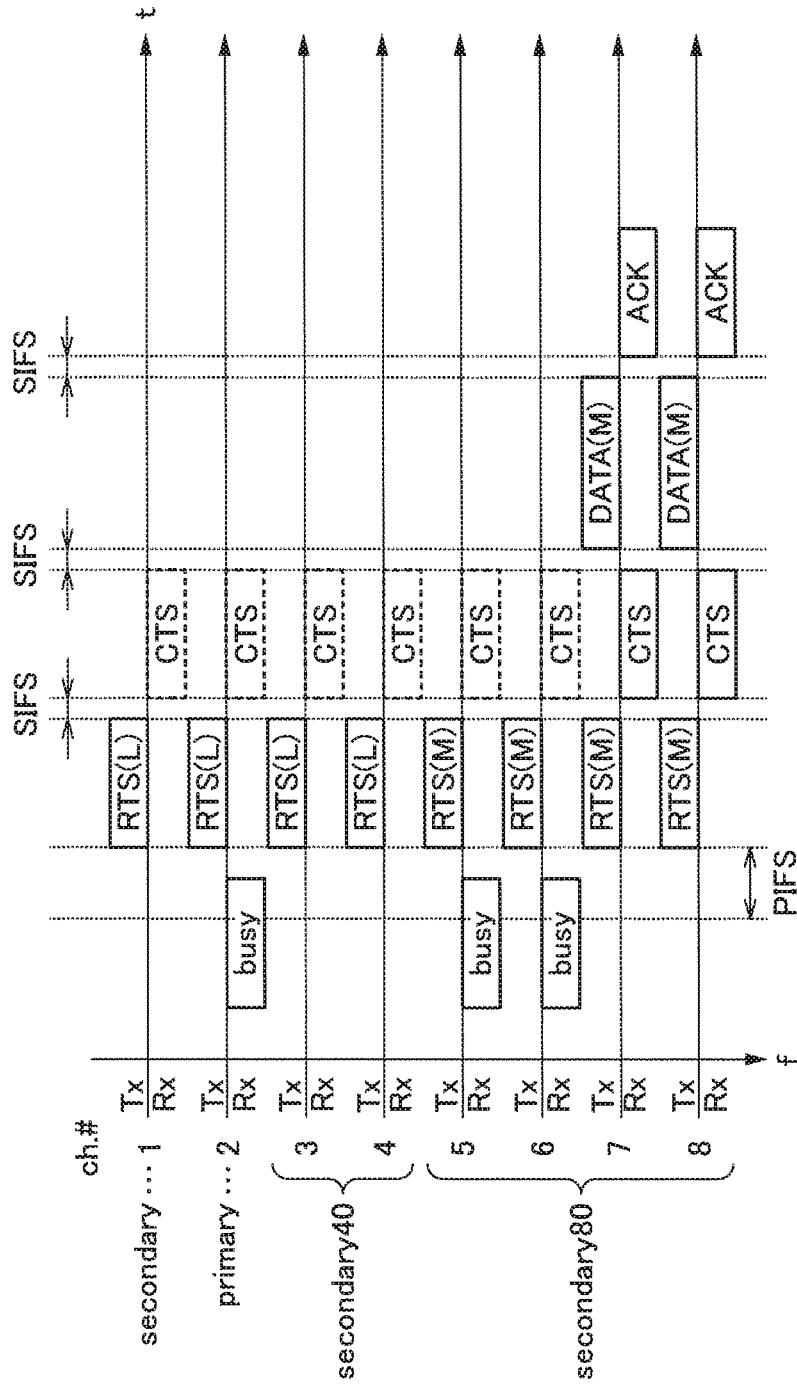 ch.#
t
SIFS
SIFS
SIFS
secondary … 1
Tx
Rx
RTS(L)
CTS
primary … 2
Tx
Rx
busy
RTS(L)
CTS
secondary40
3
Tx
Rx
RTS(L)
CTS
4
Tx
Rx
RTS(L)
CTS
secondary80
5
Tx
Rx
busy
RTS(M)
CTS
6
Tx
Rx
busy
RTS(M)
CTS
7
Tx
Rx
RTS(M)
CTS
DATA(M)
ACK
8
Tx
Rx
RTS(M)
CTS
DATA(M)
ACK
f
PIFS